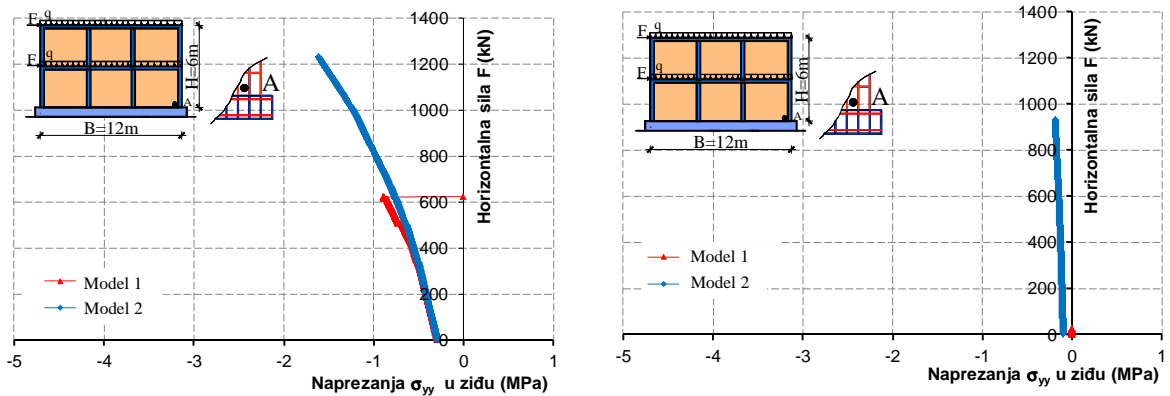 F
q
F
q
H=6m
A
B=12m
A
1400
1200
1000
800
600
400
200
0
Horizontalna sila F (kN)
Model 1
Model 2
-5 -4 -3 -2 -1 0 1
Naprezanja σyy u ziđu (MPa)
F
q
F
q
H=6m
A
B=12m
A
1400
1200
1000
800
600
400
200
0
Horizontalna sila F (kN)
Model 1
Model 2
-5 -4 -3 -2 -1 0 1
Naprezanja σyy u ziđu (MPa)